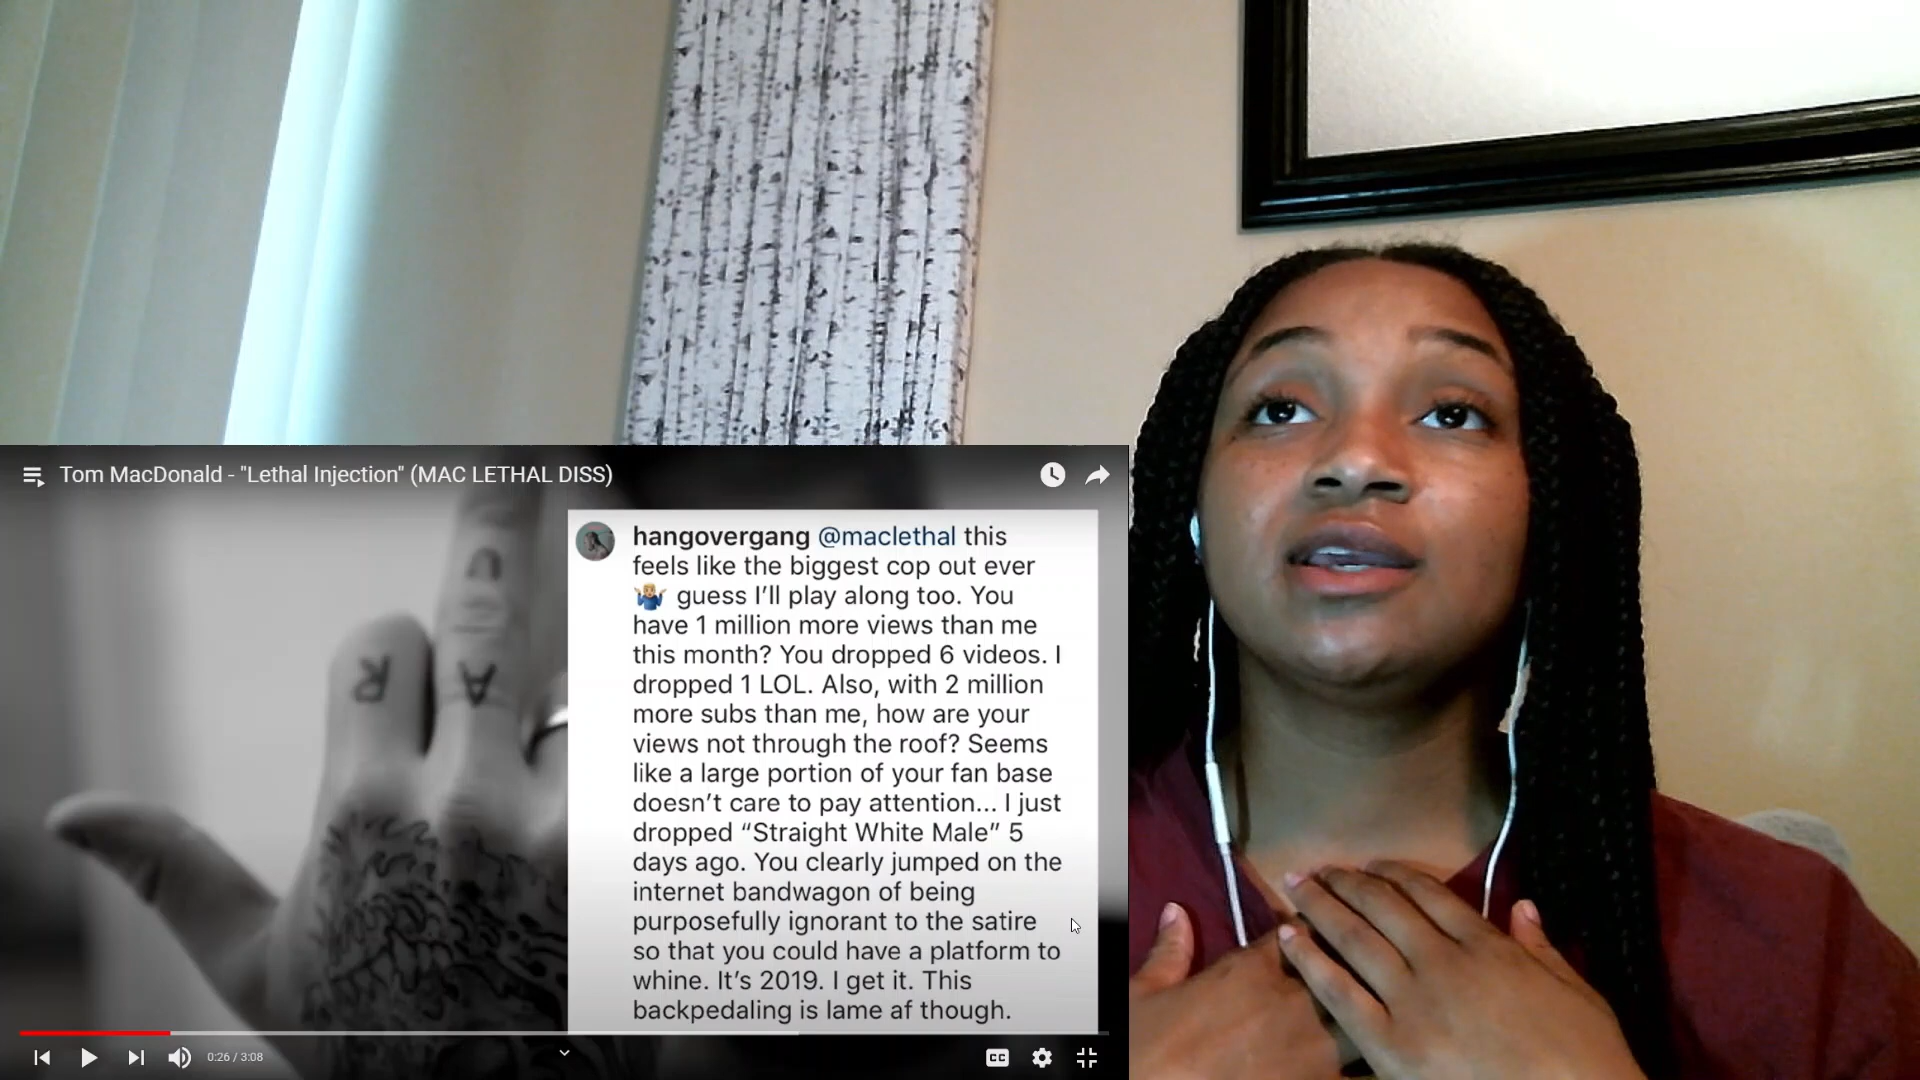 Tom MacDonald - "Lethal Injection" (MAC LETHAL DISS)
hangovergang @maclethal this
feels like the biggest cop out ever
🤷🏼‍♂️ guess I'll play along too. You
have 1 million more views than me
this month? You dropped 6 videos. I
dropped 1 LOL. Also, with 2 million
more subs than me, how are your
views not through the roof? Seems
like a large portion of your fan base
doesn't care to pay attention... I just
dropped “Straight White Male” 5
days ago. You clearly jumped on the
internet bandwagon of being
purposefully ignorant to the satire
so that you could have a platform to
whine. It's 2019. I get it. This
backpedaling is lame af though.
R A
0:26 / 3:08
CC